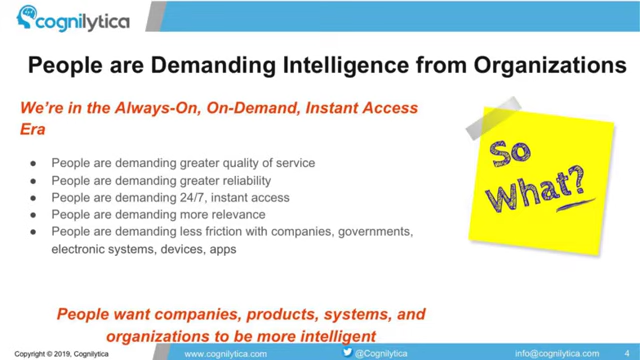 cognilytica
People are Demanding Intelligence from Organizations
We're in the Always-On, On-Demand, Instant Access
Era
● People are demanding greater quality of service
● People are demanding greater reliability
● People are demanding 24/7, instant access
● People are demanding more relevance
● People are demanding less friction with companies, governments,
electronic systems, devices, apps
So
What?
People want companies, products, systems, and
organizations to be more intelligent
Copyright © 2019, Cognilytica www.cognilytica.com @Cognilytica info@cognilytica.com 4